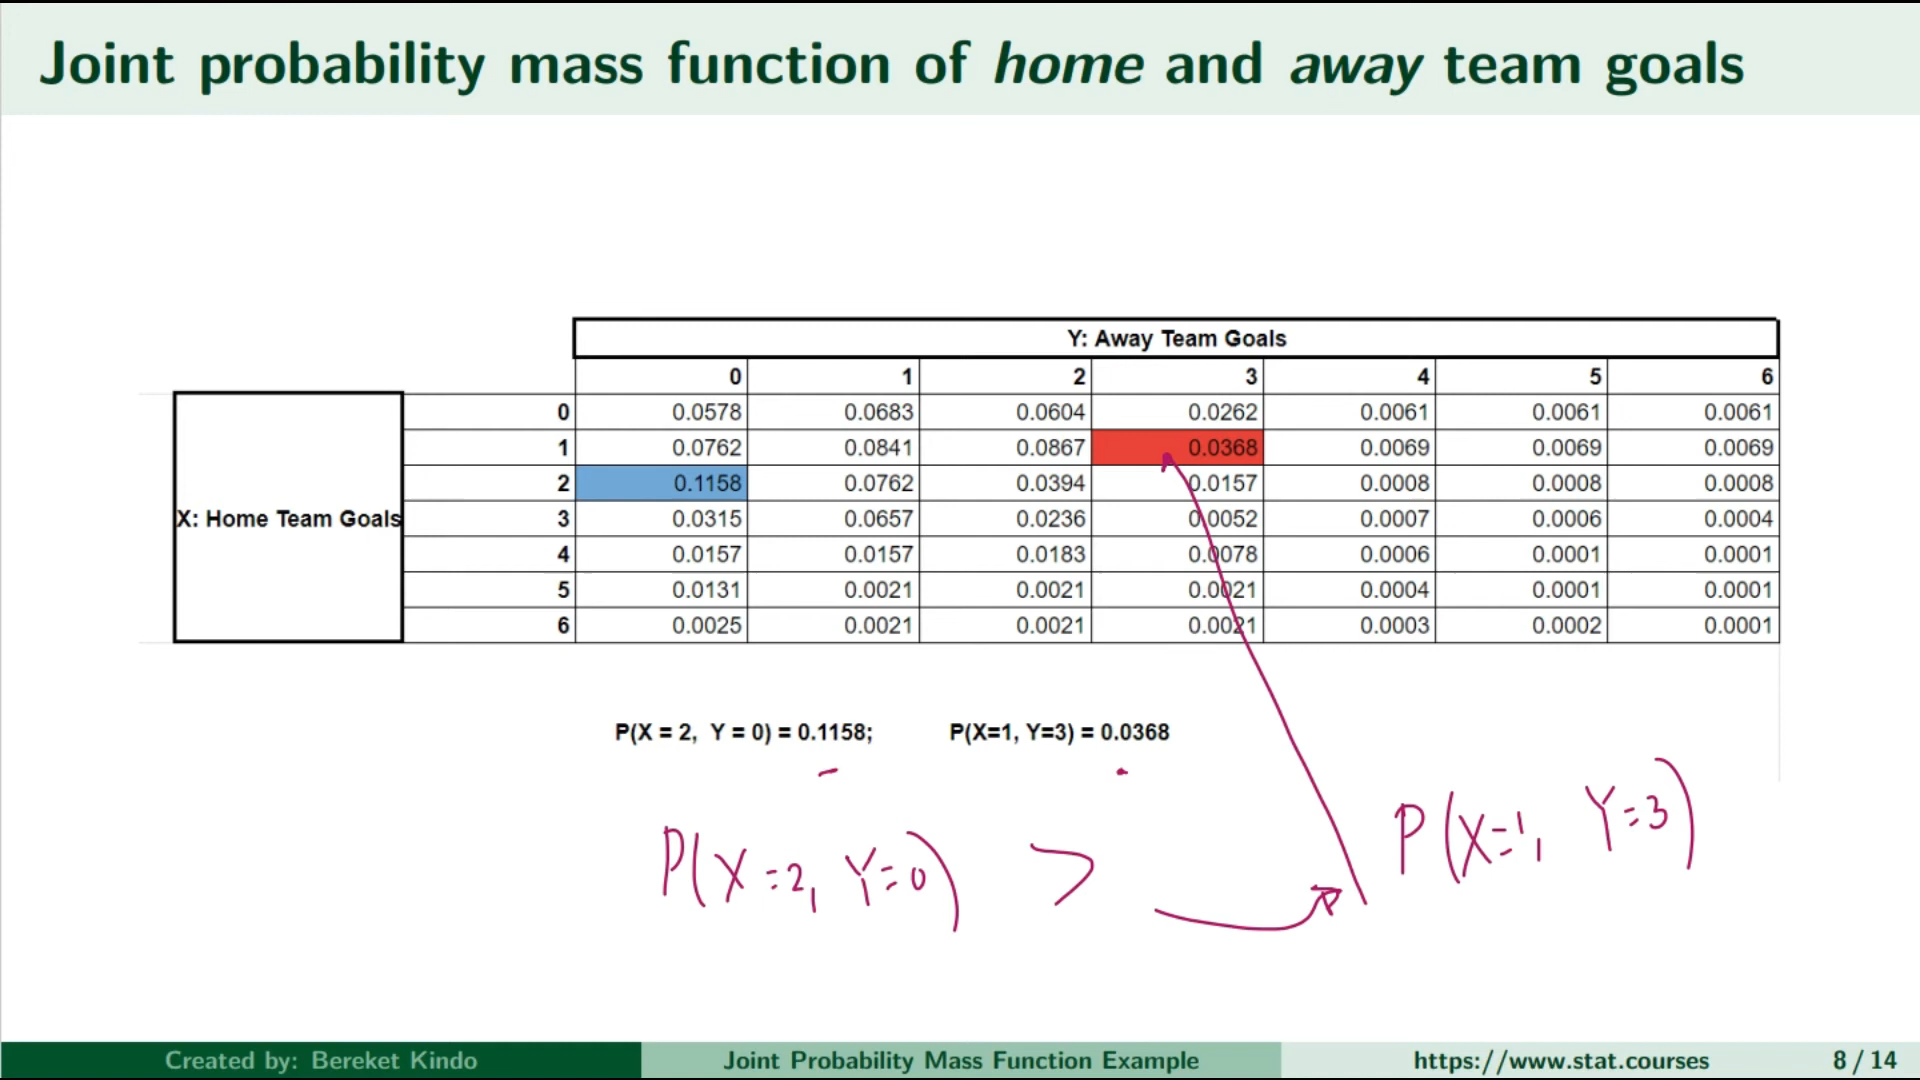 Joint probability mass function of home and away team goals
Y: Away Team Goals
0 1 2 3 4 5 6
X: Home Team Goals
0 0.0578 0.0683 0.0604 0.0262 0.0061 0.0061 0.0061
1 0.0762 0.0841 0.0867 0.0368 0.0069 0.0069 0.0069
2 0.1158 0.0762 0.0394 0.0157 0.0008 0.0008 0.0008
3 0.0315 0.0657 0.0236 0.0052 0.0007 0.0006 0.0004
4 0.0157 0.0157 0.0183 0.0078 0.0006 0.0001 0.0001
5 0.0131 0.0021 0.0021 0.0021 0.0004 0.0001 0.0001
6 0.0025 0.0021 0.0021 0.0021 0.0003 0.0002 0.0001
P(X = 2, Y = 0) = 0.1158; P(X=1, Y=3) = 0.0368
P(X=2, Y=0) > P(X=1, Y=3)
Created by: Bereket Kindo Joint Probability Mass Function Example https://www.stat.courses 8 / 14